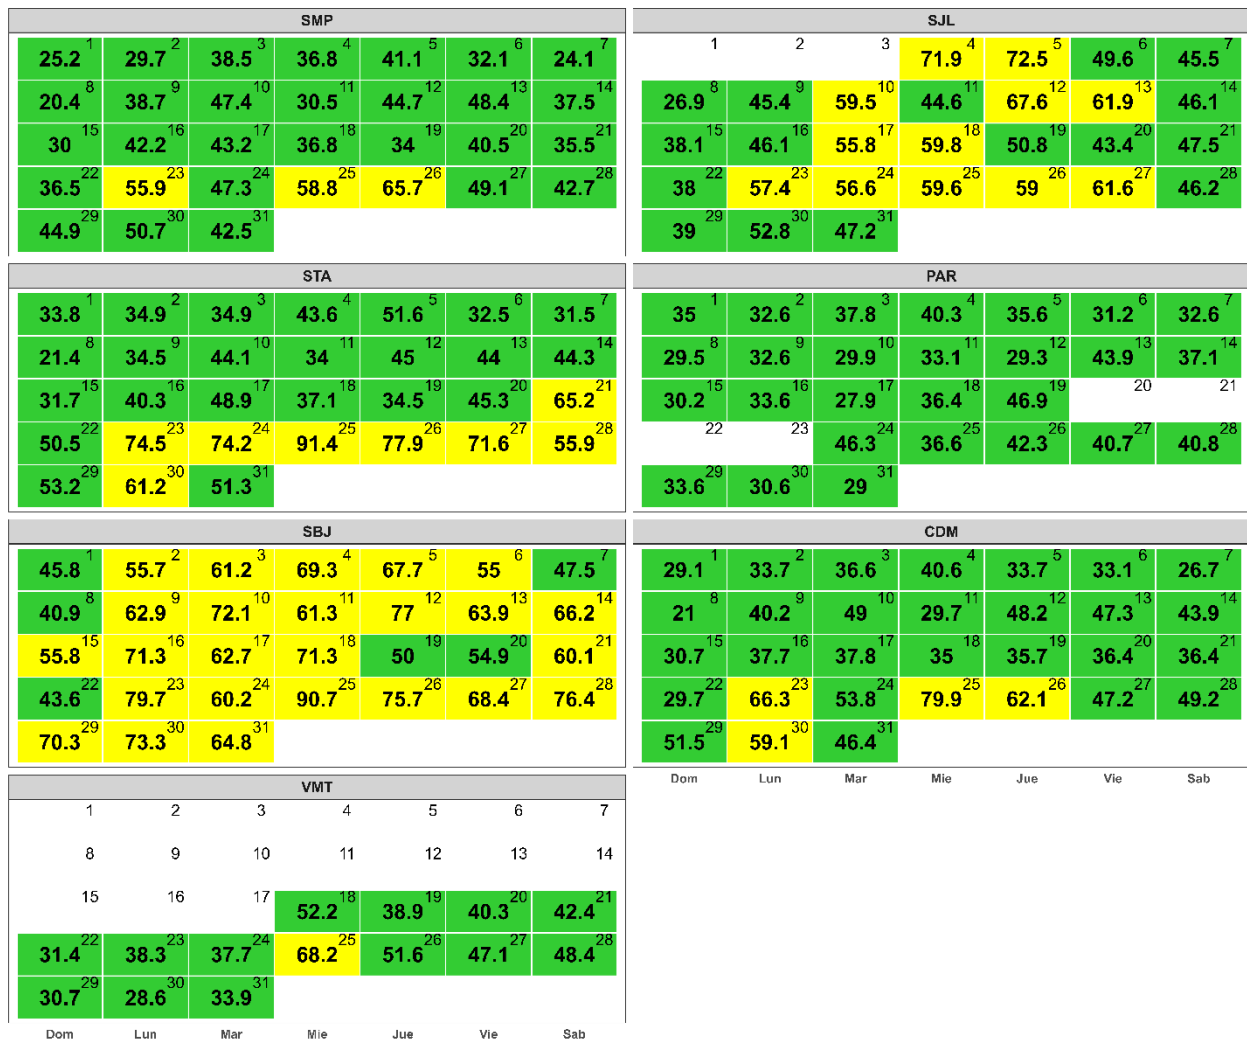 SMP
1 2 3 4 5 6 7
25.2 29.7 38.5 36.8 41.1 32.1 24.1
8 9 10 11 12 13 14
20.4 38.7 47.4 30.5 44.7 48.4 37.5
15 16 17 18 19 20 21
30 42.2 43.2 36.8 34 40.5 35.5
22 23 24 25 26 27 28
36.5 55.9 47.3 58.8 65.7 49.1 42.7
29 30 31
44.9 50.7 42.5
SJL
1 2 3 4 5 6 7
71.9 72.5 49.6 45.5
8 9 10 11 12 13 14
26.9 45.4 59.5 44.6 67.6 61.9 46.1
15 16 17 18 19 20 21
38.1 46.1 55.8 59.8 50.8 43.4 47.5
22 23 24 25 26 27 28
38 57.4 56.6 59.6 59 61.6 46.2
29 30 31
39 52.8 47.2
STA
1 2 3 4 5 6 7
33.8 34.9 34.9 43.6 51.6 32.5 31.5
8 9 10 11 12 13 14
21.4 34.5 44.1 34 45 44 44.3
15 16 17 18 19 20 21
31.7 40.3 48.9 37.1 34.5 45.3 65.2
22 23 24 25 26 27 28
50.5 74.5 74.2 91.4 77.9 71.6 55.9
29 30 31
53.2 61.2 51.3
PAR
1 2 3 4 5 6 7
35 32.6 37.8 40.3 35.6 31.2 32.6
8 9 10 11 12 13 14
29.5 32.6 29.9 33.1 29.3 43.9 37.1
15 16 17 18 19 20 21
30.2 33.6 27.9 36.4 46.9
22 23 24 25 26 27 28
46.3 36.6 42.3 40.7 40.8
29 30 31
33.6 30.6 29
SBJ
1 2 3 4 5 6 7
45.8 55.7 61.2 69.3 67.7 55 47.5
8 9 10 11 12 13 14
40.9 62.9 72.1 61.3 77 63.9 66.2
15 16 17 18 19 20 21
55.8 71.3 62.7 71.3 50 54.9 60.1
22 23 24 25 26 27 28
43.6 79.7 60.2 90.7 75.7 68.4 76.4
29 30 31
70.3 73.3 64.8
CDM
1 2 3 4 5 6 7
29.1 33.7 36.6 40.6 33.7 33.1 26.7
8 9 10 11 12 13 14
21 40.2 49 29.7 48.2 47.3 43.9
15 16 17 18 19 20 21
30.7 37.7 37.8 35 35.7 36.4 36.4
22 23 24 25 26 27 28
29.7 66.3 53.8 79.9 62.1 47.2 49.2
29 30 31
51.5 59.1 46.4
Dom Lun Mar Mie Jue Vie Sab
VMT
1 2 3 4 5 6 7
8 9 10 11 12 13 14
15 16 17 18 19 20 21
52.2 38.9 40.3 42.4
22 23 24 25 26 27 28
31.4 38.3 37.7 68.2 51.6 47.1 48.4
29 30 31
30.7 28.6 33.9
Dom Lun Mar Mie Jue Vie Sab